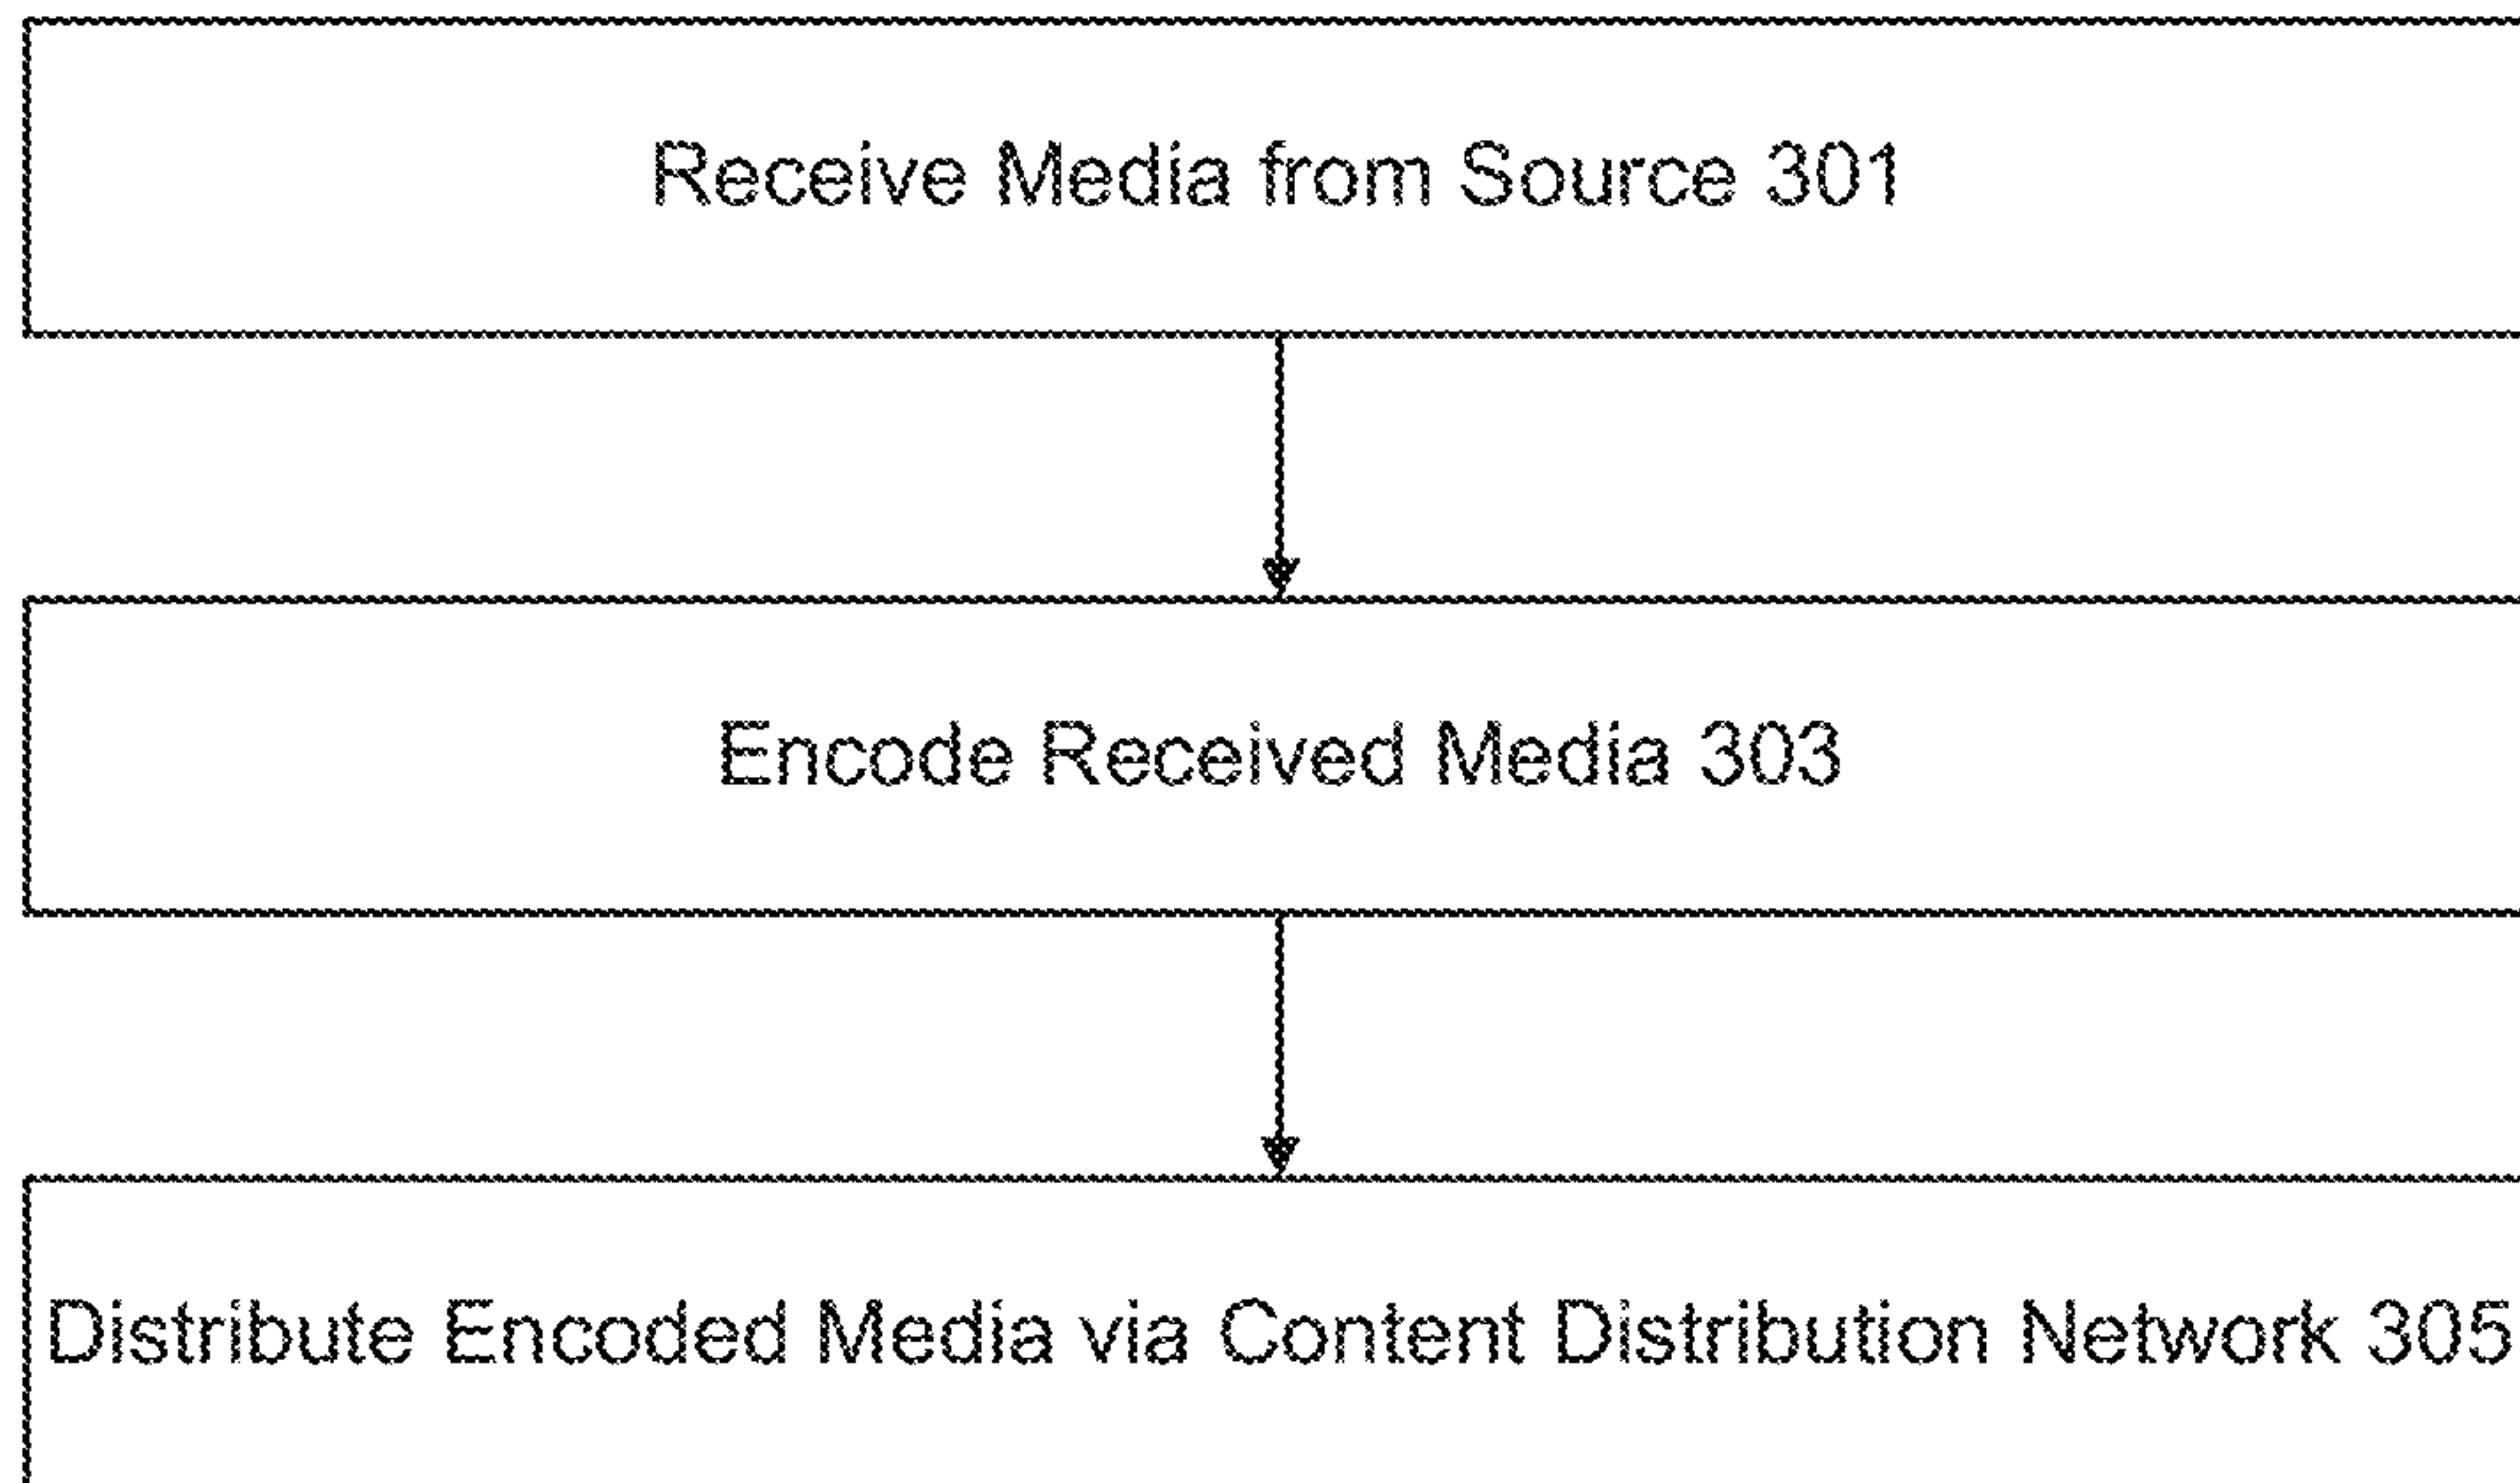 Receive Media from Source 301
Encode Received Media 303
Distribute Encoded Media via Content Distribution Network 305